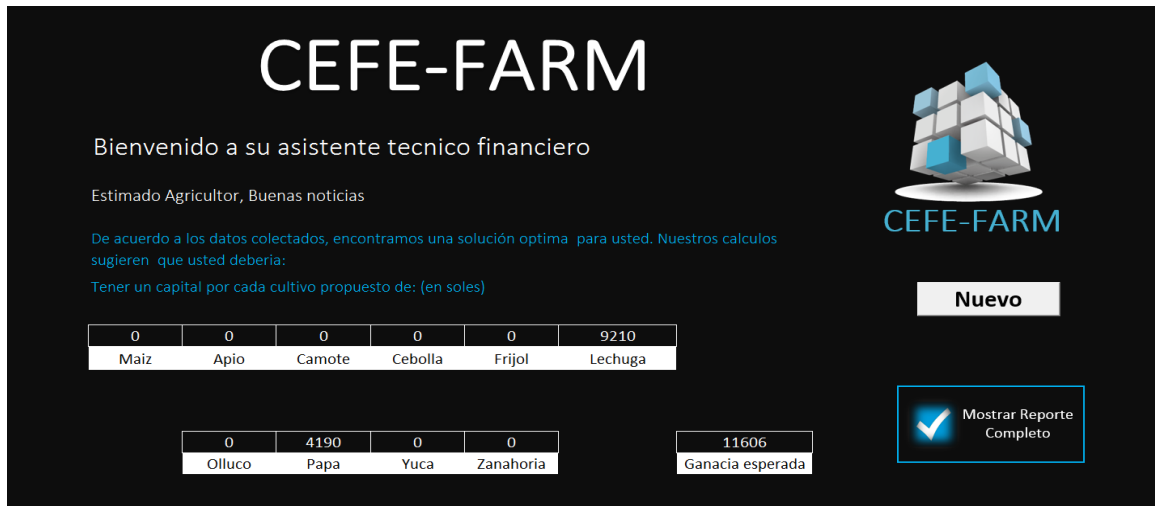 CEFE-FARM
Bienvenido a su asistente tecnico financiero
Estimado Agricultor, Buenas noticias
De acuerdo a los datos colectados, encontramos una solución optima para usted. Nuestros calculos
sugieren que usted deberia:
Tener un capital por cada cultivo propuesto de: (en soles)
0 0 0 0 0 9210
Maiz Apio Camote Cebolla Frijol Lechuga
0 4190 0 0 11606
Olluco Papa Yuca Zanahoria Ganacia esperada
CEFE-FARM
Nuevo
Mostrar Reporte
Completo